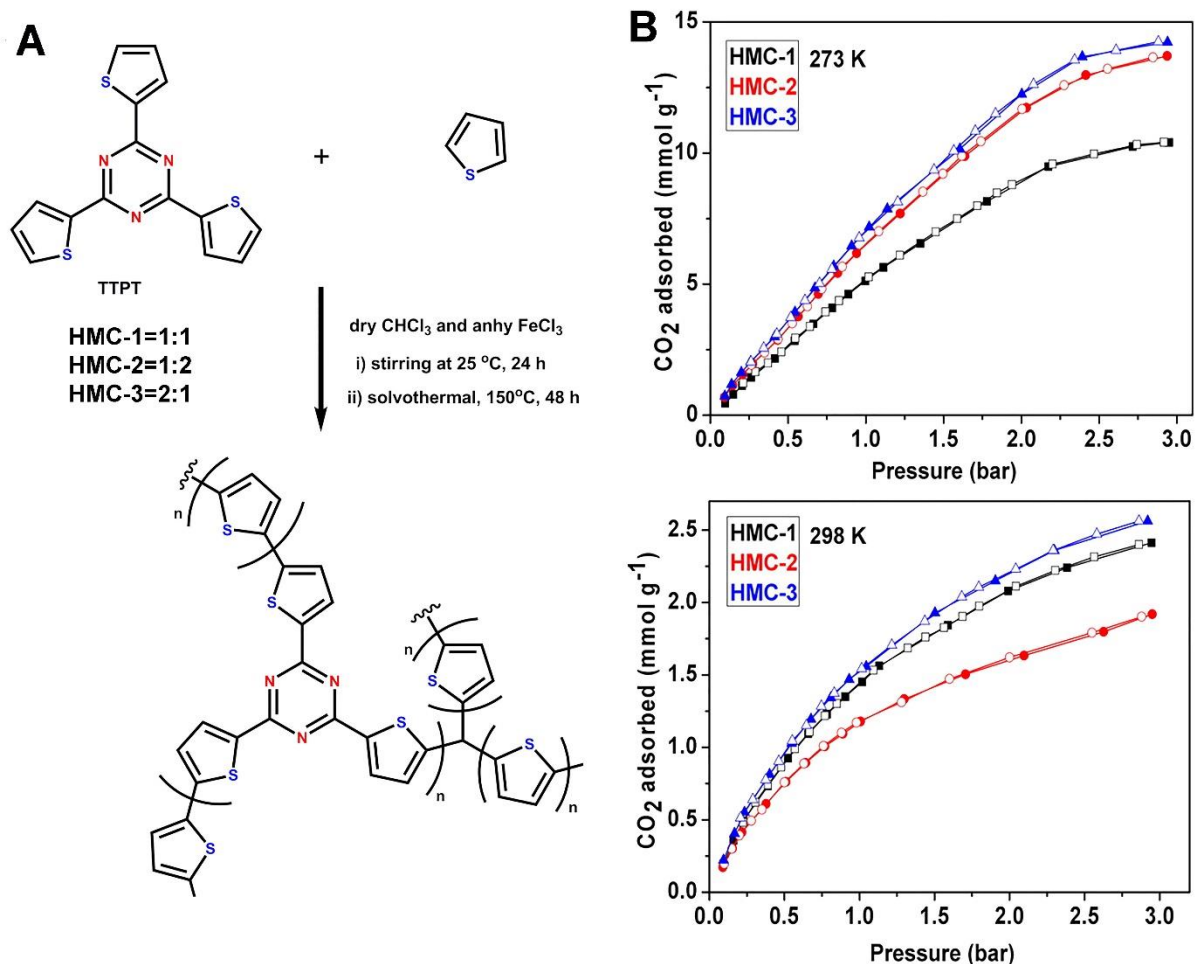 A
S
N
N
N
S
S
TTPT
+
S
HMC-1=1:1
HMC-2=1:2
HMC-3=2:1
dry CHCl3 and anhy FeCl3
i) stirring at 25 °C, 24 h
ii) solvothermal, 150°C, 48 h
n
S
S
n
S
N
N
N
S
S
S
n
n
n
S
B
HMC-1 273 K
HMC-2
HMC-3
CO2 adsorbed (mmol g-1)
15
10
5
0
0.0 0.5 1.0 1.5 2.0 2.5 3.0
Pressure (bar)
HMC-1 298 K
HMC-2
HMC-3
CO2 adsorbed (mmol g-1)
2.5
2.0
1.5
1.0
0.5
0.0
0.0 0.5 1.0 1.5 2.0 2.5 3.0
Pressure (bar)